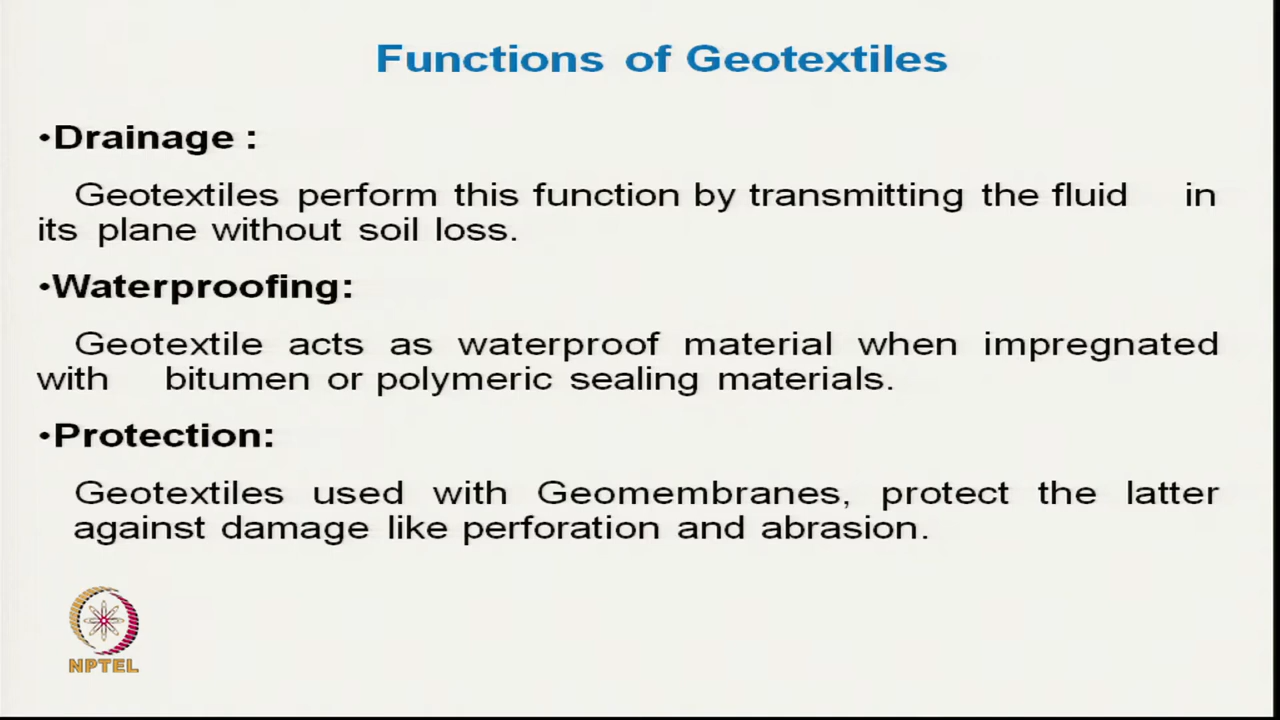 Functions of Geotextiles
•Drainage :
Geotextiles perform this function by transmitting the fluid in
its plane without soil loss.
•Waterproofing:
Geotextile acts as waterproof material when impregnated
with bitumen or polymeric sealing materials.
•Protection:
Geotextiles used with Geomembranes, protect the latter
against damage like perforation and abrasion.
NPTEL